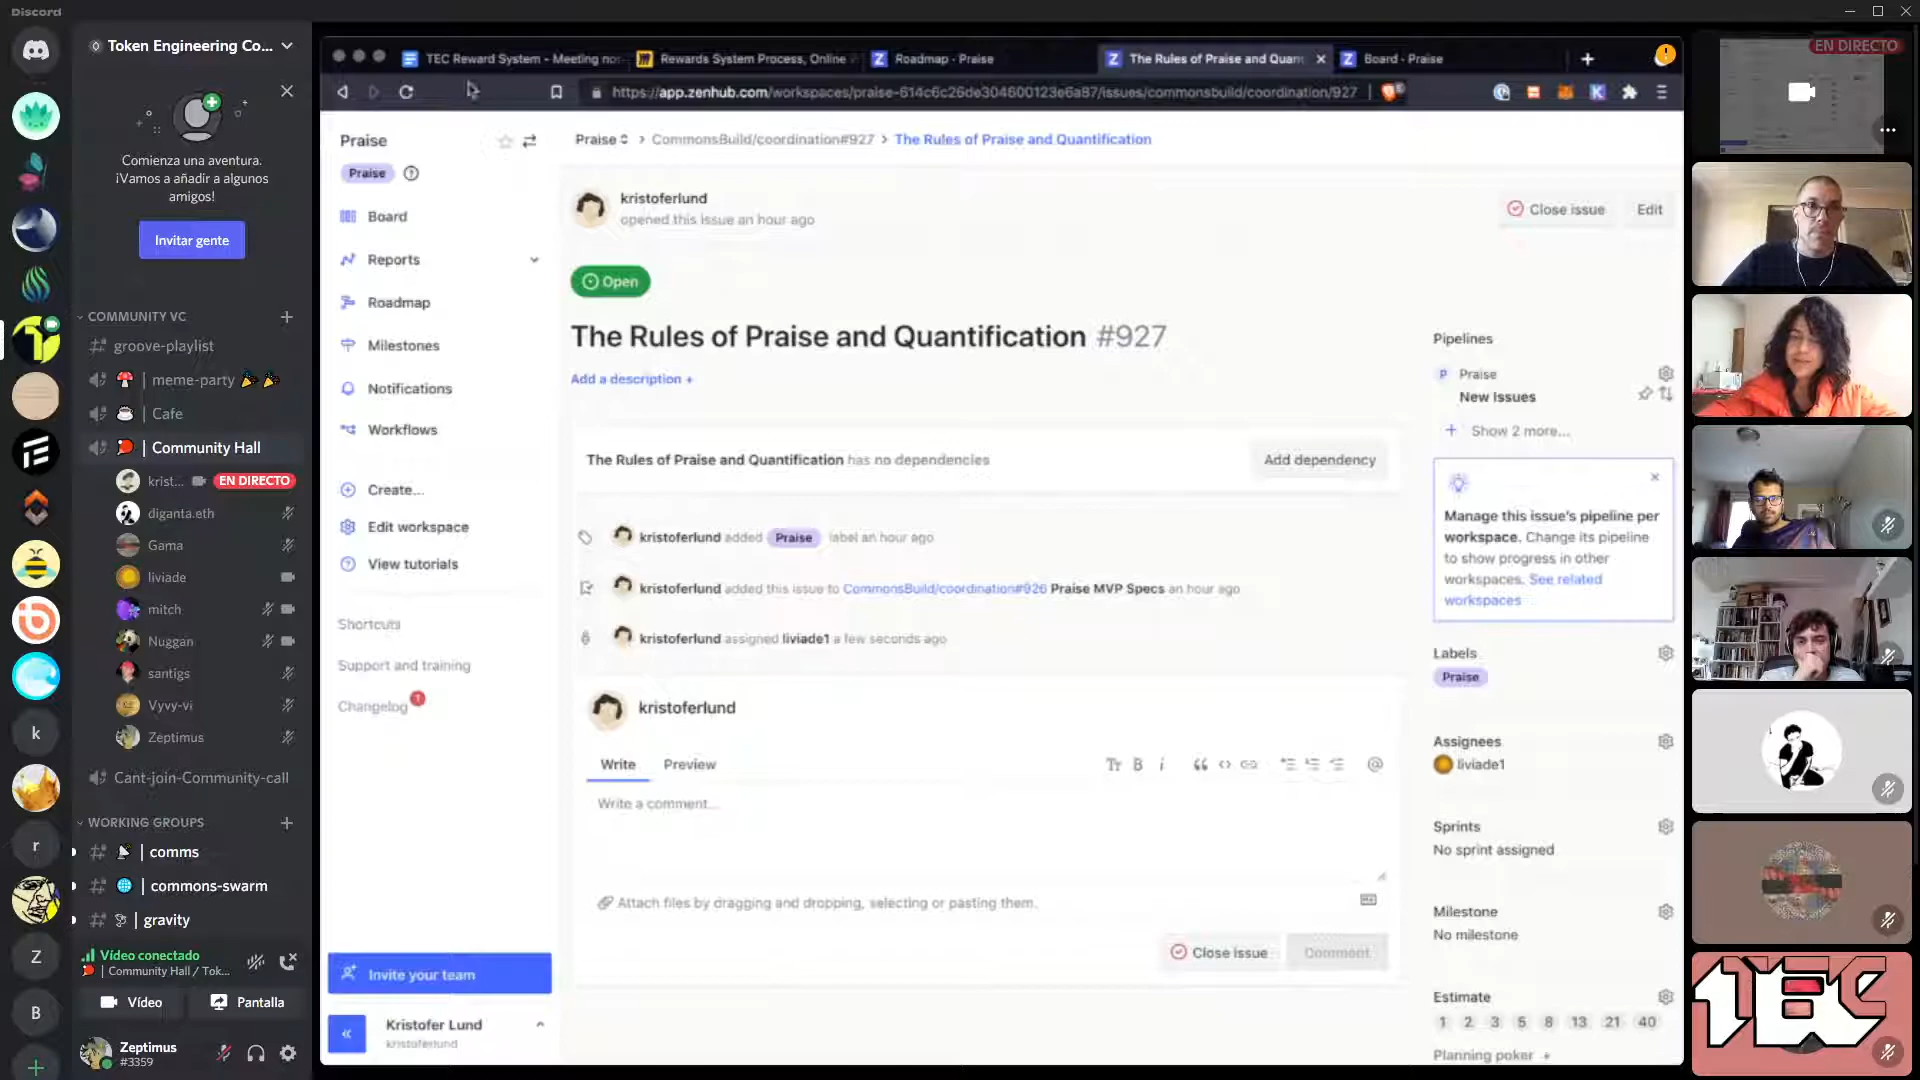 Discord
Token Engineering Co...
Comienza una aventura.
¡Vamos a añadir a algunos
amigos!
Invitar gente
COMMUNITY VC
groove-playlist
| meme-party
| Cafe
| Community Hall
krist...
EN DIRECTO
diganta.eth
Gama
liviade
mitch
Nuggan
santigs
Vyvy-vi
Zeptimus
Cant-join-Community-call
WORKING GROUPS
| comms
| commons-swarm
| gravity
Vídeo conectado
| Community Hall / Tok...
Vídeo
Pantalla
Zeptimus
#3359
k
r
Z
B
TEC Reward System - Meeting no
Rewards System Process, Online
Roadmap - Praise
The Rules of Praise and Quan
Board - Praise
https://app.zenhub.com/workspaces/praise-614c6c26de304600123e6a87/issues/commonsbuild/coordination/927
Praise
Praise
Board
Reports
Roadmap
Milestones
Notifications
Workflows
Create...
Edit workspace
View tutorials
Shortcuts
Support and training
Changelog
Invite your team
Kristofer Lund
kristoferlund
Praise > CommonsBuild/coordination#927 > The Rules of Praise and Quantification
kristoferlund
opened this issue an hour ago
Close issue
Edit
Open
The Rules of Praise and Quantification #927
Add a description +
The Rules of Praise and Quantification has no dependencies
Add dependency
kristoferlund added Praise label an hour ago
kristoferlund added this issue to CommonsBuild/coordination#926 Praise MVP Specs an hour ago
kristoferlund assigned liviade1 a few seconds ago
kristoferlund
Write
Preview
Write a comment...
Attach files by dragging and dropping, selecting or pasting them.
Close issue
Comment
Pipelines
P Praise
New Issues
+ Show 2 more...
Manage this issue's pipeline per
workspace. Change its pipeline
to show progress in other
workspaces. See related
workspaces
Labels
Praise
Assignees
liviade1
Sprints
No sprint assigned
Milestone
No milestone
Estimate
1 2 3 5 8 13 21 40
Planning poker +
EN DIRECTO
TEC